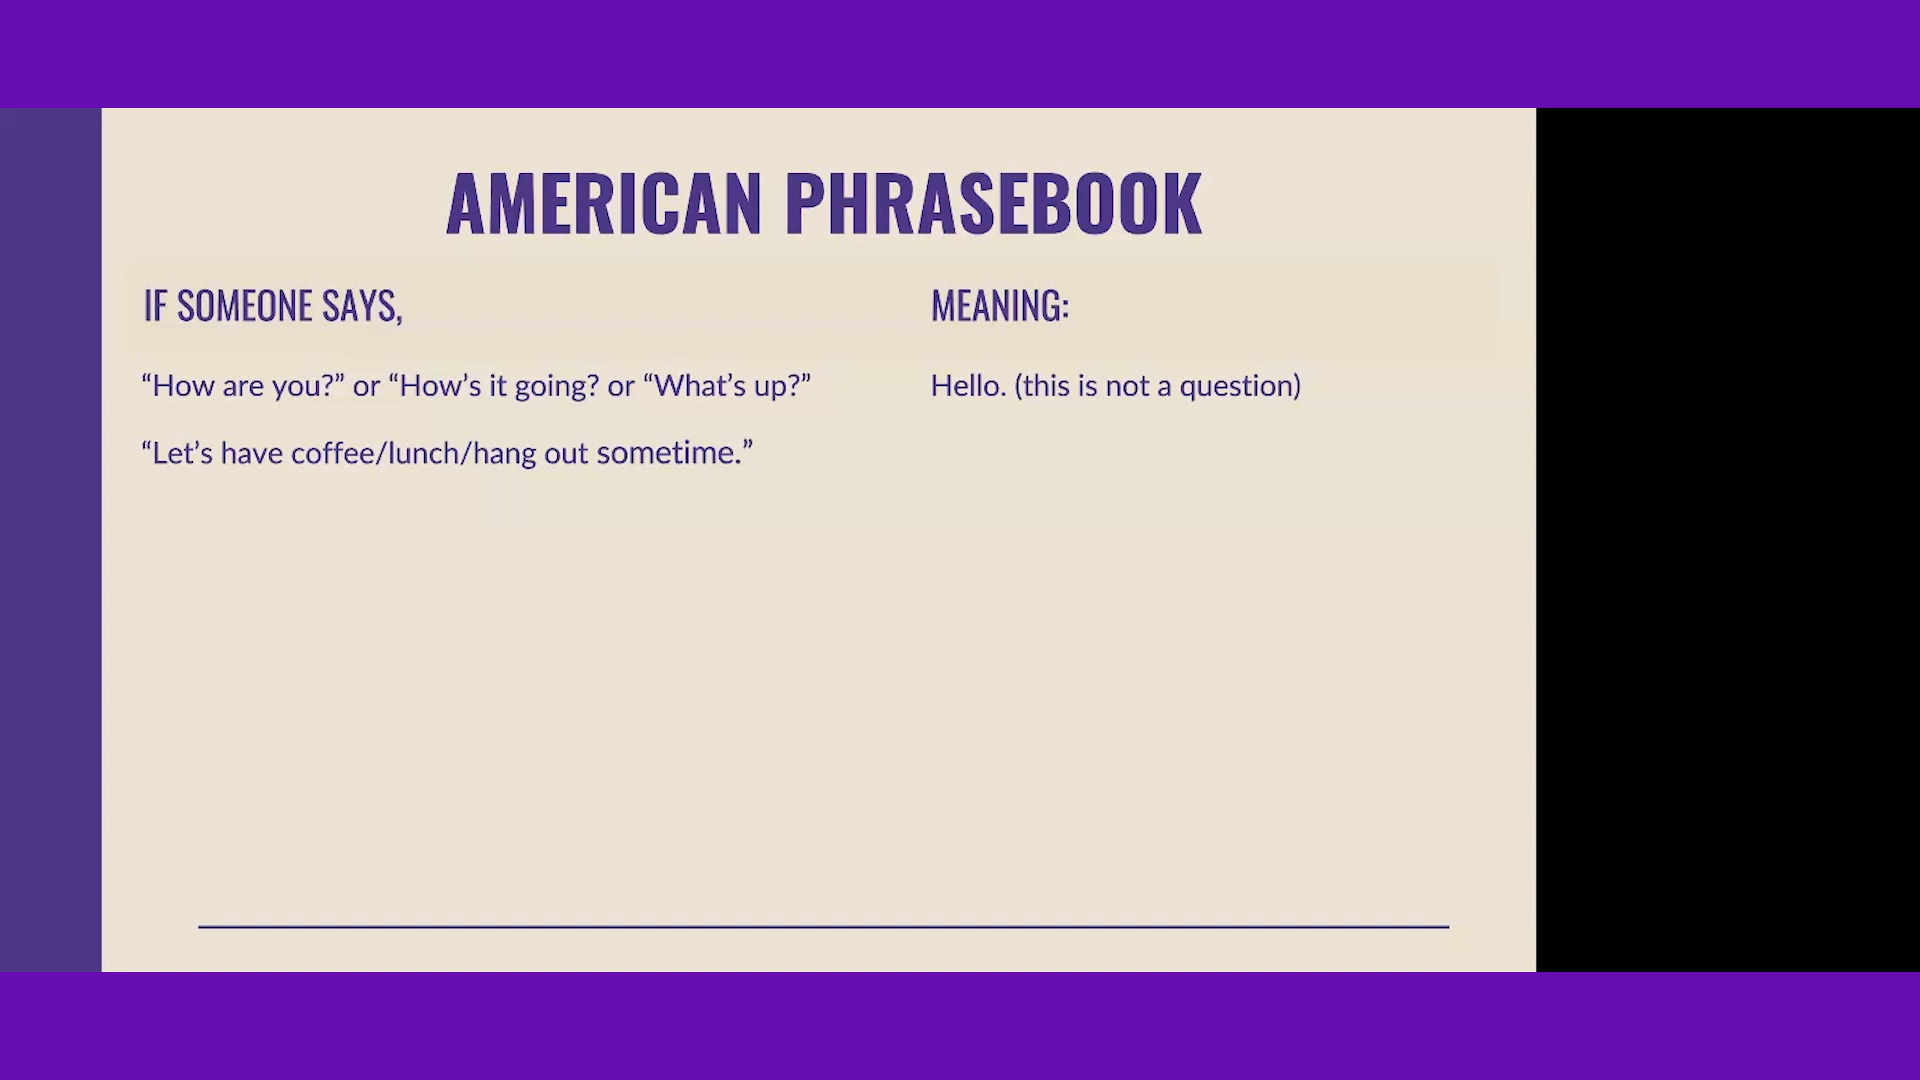 AMERICAN PHRASEBOOK
IF SOMEONE SAYS,
MEANING:
“How are you?” or “How’s it going? or “What’s up?”
Hello. (this is not a question)
“Let’s have coffee/lunch/hang out sometime.”